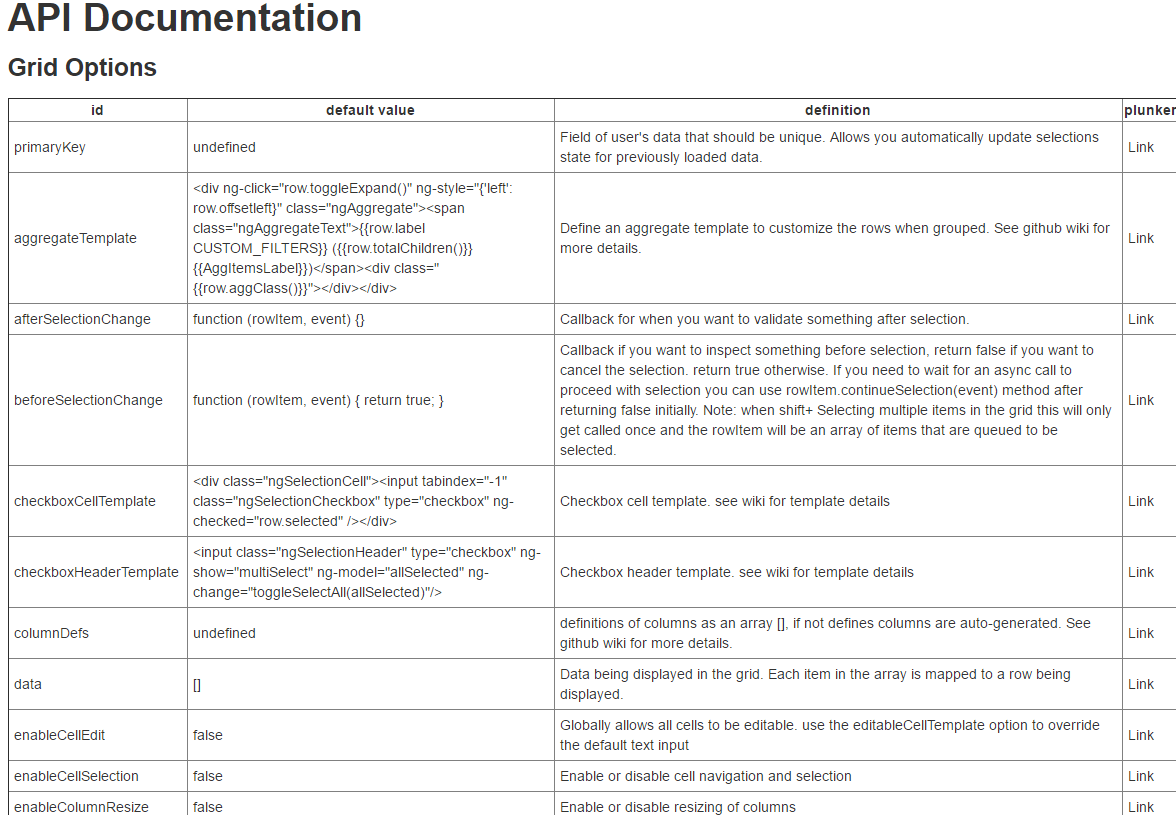 API Documentation
Grid Options
id default value definition plunker
primaryKey undefined Field of user's data that should be unique. Allows you automatically update selections
state for previously loaded data. Link
aggregateTemplate <div ng-click="row.toggleExpand()" ng-style="{'left':
row.offsetleft}" class="ngAggregate"><span
class="ngAggregateText">{{row.label
CUSTOM_FILTERS}} ({{row.totalChildren()}}
{{AggItemsLabel}})</span><div class="
{{row.aggClass()}}"></div></div>
Define an aggregate template to customize the rows when grouped. See github wiki for
more details. Link
afterSelectionChange function (rowItem, event) {} Callback for when you want to validate something after selection. Link
beforeSelectionChange function (rowItem, event) { return true; } Callback if you want to inspect something before selection, return false if you want to
cancel the selection. return true otherwise. If you need to wait for an async call to
proceed with selection you can use rowItem.continueSelection(event) method after
returning false initially. Note: when shift+ Selecting multiple items in the grid this will only
get called once and the rowItem will be an array of items that are queued to be
selected. Link
checkboxCellTemplate <div class="ngSelectionCell"><input tabindex="-1"
class="ngSelectionCheckbox" type="checkbox" ng-
checked="row.selected" /></div>
Checkbox cell template. see wiki for template details Link
checkboxHeaderTemplate <input class="ngSelectionHeader" type="checkbox" ng-
show="multiSelect" ng-model="allSelected" ng-
change="toggleSelectAll(allSelected)"/>
Checkbox header template. see wiki for template details Link
columnDefs undefined definitions of columns as an array [], if not defines columns are auto-generated. See
github wiki for more details. Link
data [] Data being displayed in the grid. Each item in the array is mapped to a row being
displayed. Link
enableCellEdit false Globally allows all cells to be editable. use the editableCellTemplate option to override
the default text input Link
enableCellSelection false Enable or disable cell navigation and selection Link
enableColumnResize false Enable or disable resizing of columns Link